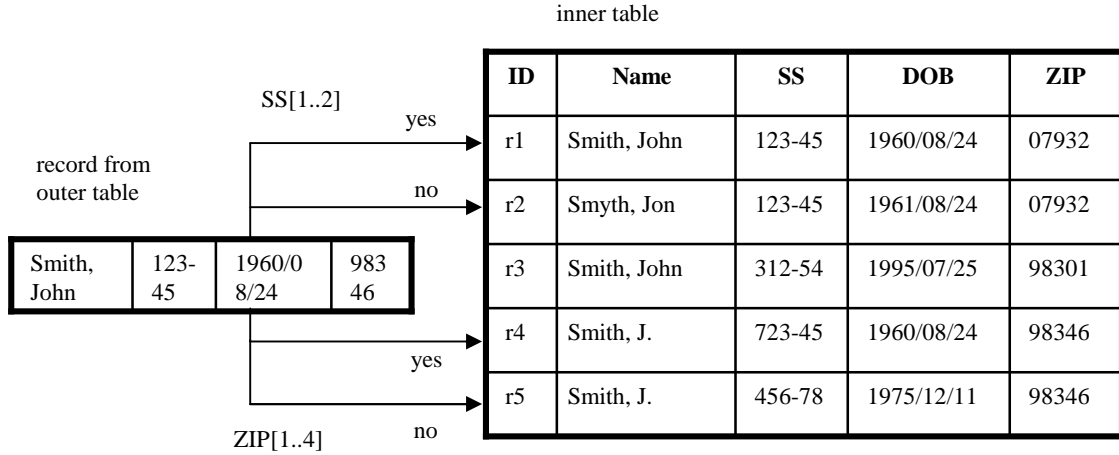 inner table
ID Name SS DOB ZIP
SS[1..2]
yes
r1 Smith, John 123-45 1960/08/24 07932
record from
outer table
no
r2 Smyth, Jon 123-45 1961/08/24 07932
Smith, 123- 1960/0 983
John 45 8/24 46
r3 Smith, John 312-54 1995/07/25 98301
r4 Smith, J. 723-45 1960/08/24 98346
yes
r5 Smith, J. 456-78 1975/12/11 98346
no
ZIP[1..4]